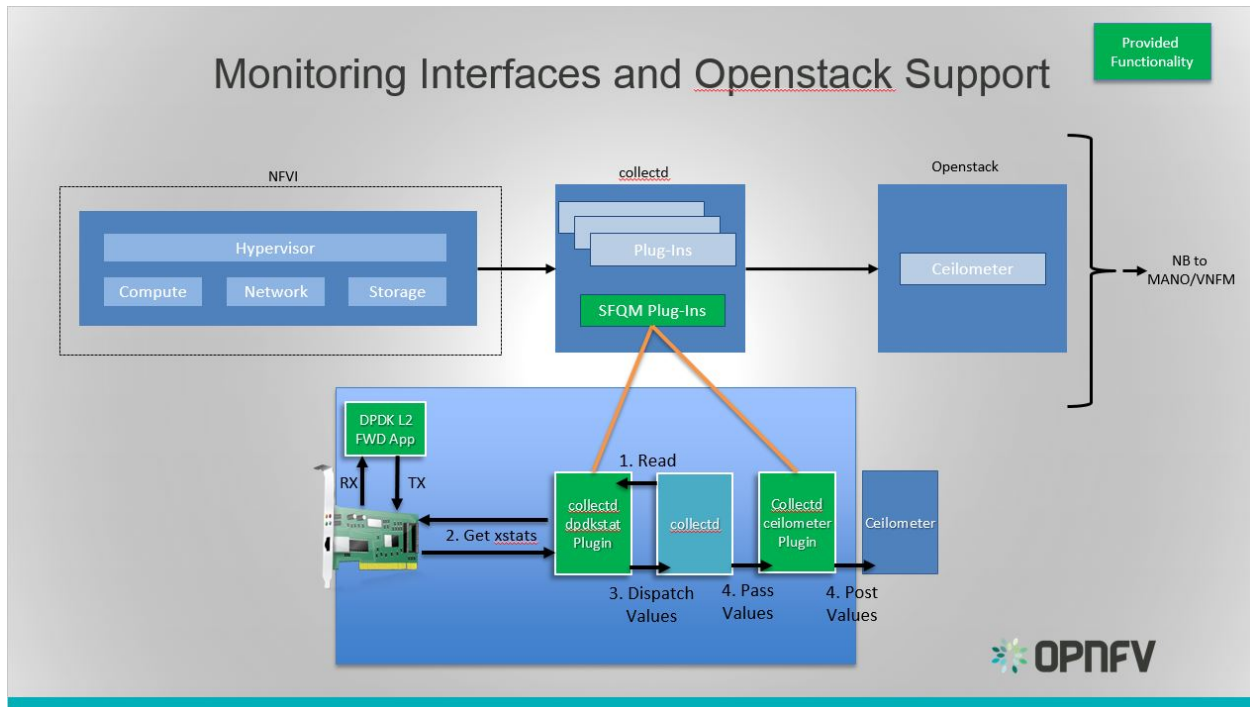 Provided
Functionality
Monitoring Interfaces and Openstack Support
NFVI
collectd
Openstack
Hypervisor
Compute
Network
Storage
Plug-Ins
SFQM Plug-Ins
Ceilometer
NB to
MANO/VNFM
DPDK L2
FWD App
RX
TX
1. Read
2. Get xstats
collectd
dpdkstat
Plugin
collectd
Collectd
ceilometer
Plugin
Ceilometer
3. Dispatch
Values
4. Pass
Values
4. Post
Values
OPNFV